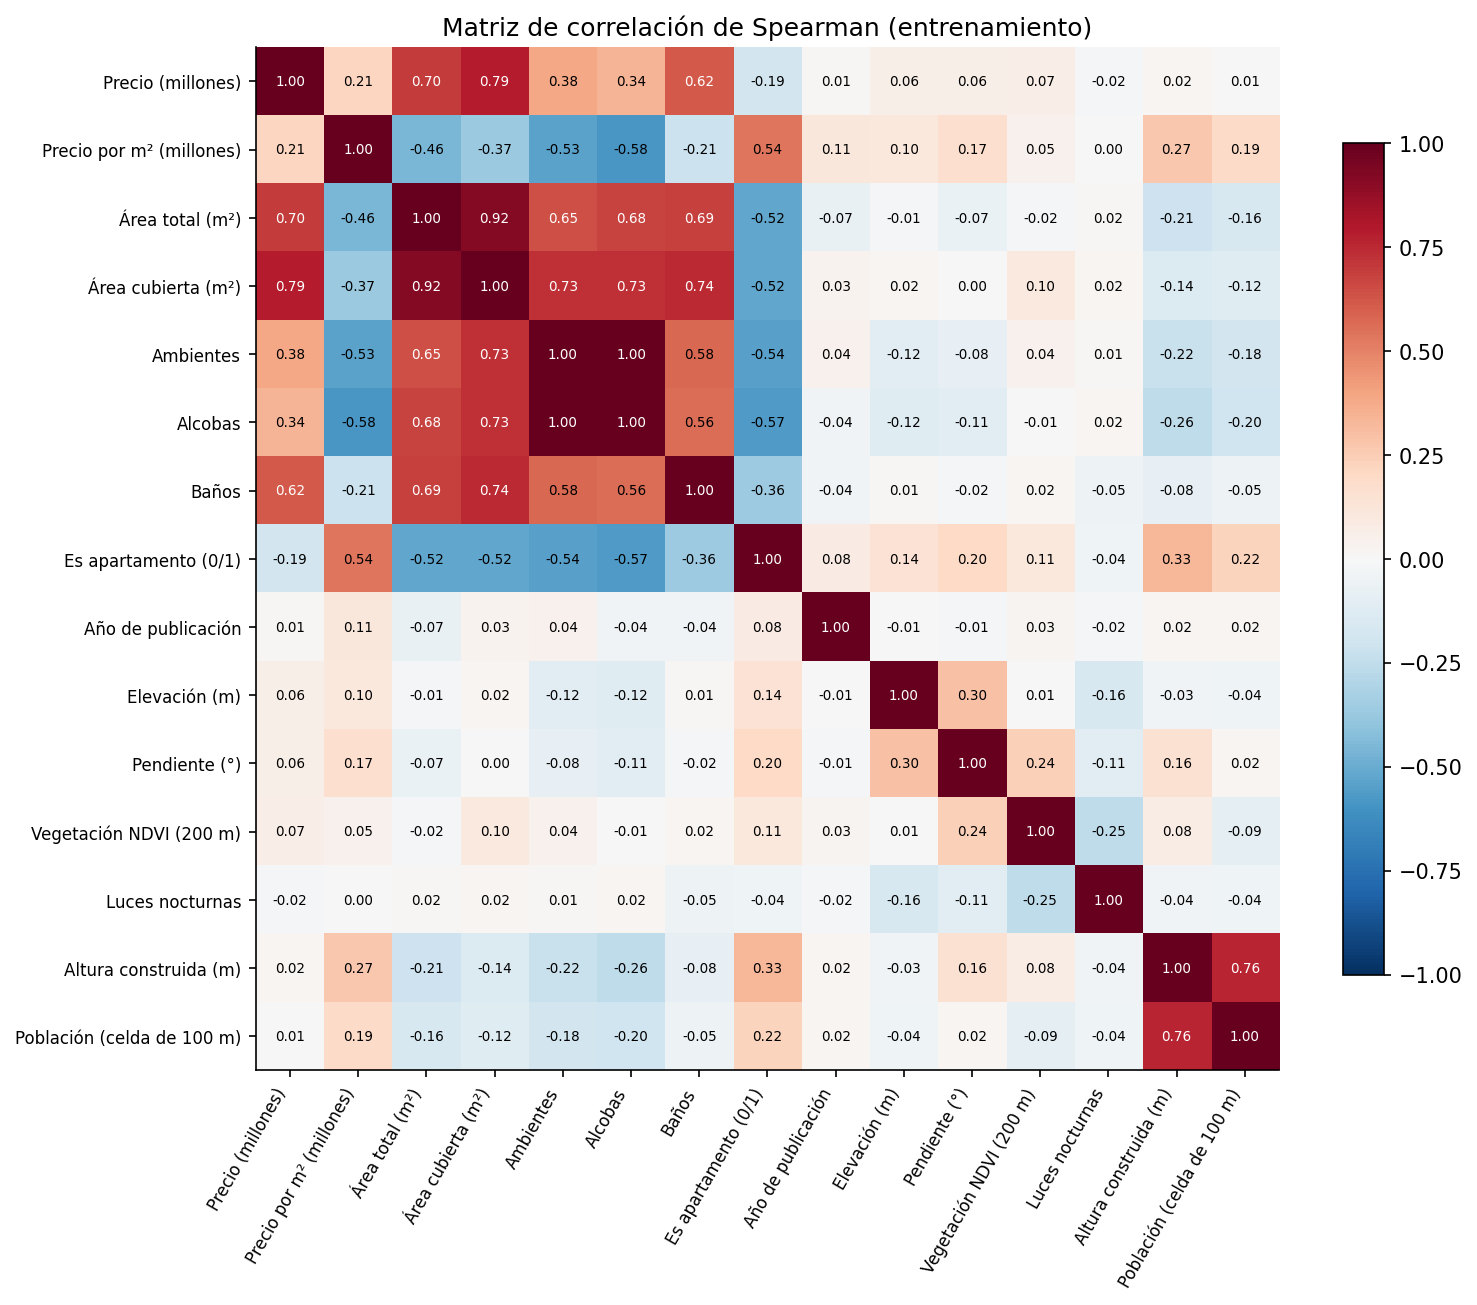 Matriz de correlación de Spearman (entrenamiento)
Precio (millones) 1.00 0.21 0.70 0.79 0.38 0.34 0.62 -0.19 0.01 0.06 0.06 0.07 -0.02 0.02 0.01
Precio por m² (millones) 0.21 1.00 -0.46 -0.37 -0.53 -0.58 -0.21 0.54 0.11 0.10 0.17 0.05 0.00 0.27 0.19
Área total (m²) 0.70 -0.46 1.00 0.92 0.65 0.68 0.69 -0.52 -0.07 -0.01 -0.07 -0.02 0.02 -0.21 -0.16
Área cubierta (m²) 0.79 -0.37 0.92 1.00 0.73 0.73 0.74 -0.52 0.03 0.02 0.00 0.10 0.02 -0.14 -0.12
Ambientes 0.38 -0.53 0.65 0.73 1.00 1.00 0.58 -0.54 0.04 -0.12 -0.08 0.04 0.01 -0.22 -0.18
Alcobas 0.34 -0.58 0.68 0.73 1.00 1.00 0.56 -0.57 -0.04 -0.12 -0.11 -0.01 0.02 -0.26 -0.20
Baños 0.62 -0.21 0.69 0.74 0.58 0.56 1.00 -0.36 -0.04 0.01 -0.02 0.02 -0.05 -0.08 -0.05
Es apartamento (0/1) -0.19 0.54 -0.52 -0.52 -0.54 -0.57 -0.36 1.00 0.08 0.14 0.20 0.11 -0.04 0.33 0.22
Año de publicación 0.01 0.11 -0.07 0.03 0.04 -0.04 -0.04 0.08 1.00 -0.01 -0.01 0.03 -0.02 0.02 0.02
Elevación (m) 0.06 0.10 -0.01 0.02 -0.12 -0.12 0.01 0.14 -0.01 1.00 0.30 0.01 -0.16 -0.03 -0.04
Pendiente (°) 0.06 0.17 -0.07 0.00 -0.08 -0.11 -0.02 0.20 -0.01 0.30 1.00 0.24 -0.11 0.16 0.02
Vegetación NDVI (200 m) 0.07 0.05 -0.02 0.10 0.04 -0.01 0.02 0.11 0.03 0.01 0.24 1.00 -0.25 0.08 -0.09
Luces nocturnas -0.02 0.00 0.02 0.02 0.01 0.02 -0.05 -0.04 -0.02 -0.16 -0.11 -0.25 1.00 -0.04 -0.04
Altura construida (m) 0.02 0.27 -0.21 -0.14 -0.22 -0.26 -0.08 0.33 0.02 -0.03 0.16 0.08 -0.04 1.00 0.76
Población (celda de 100 m) 0.01 0.19 -0.16 -0.12 -0.18 -0.20 -0.05 0.22 0.02 -0.04 0.02 -0.09 -0.04 0.76 1.00
Precio (millones)
Precio por m² (millones)
Área total (m²)
Área cubierta (m²)
Ambientes
Alcobas
Baños
Es apartamento (0/1)
Año de publicación
Elevación (m)
Pendiente (°)
Vegetación NDVI (200 m)
Luces nocturnas
Altura construida (m)
Población (celda de 100 m)
1.00
0.75
0.50
0.25
0.00
−0.25
−0.50
−0.75
−1.00